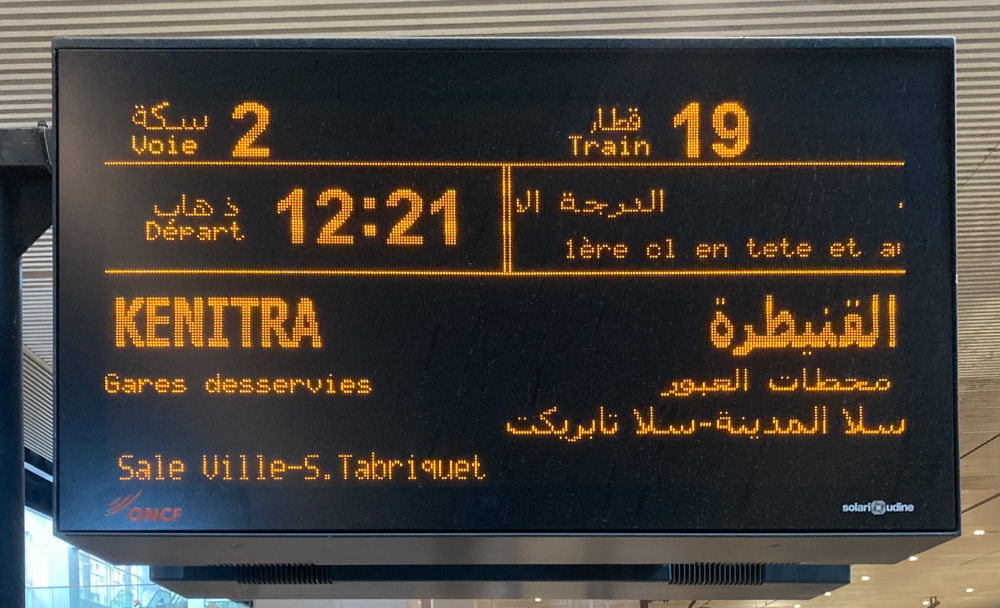 سكة 2 قطار 19
Voie Train
ذهاب 12:21 الدرجة الا
Départ 1ère cl en tete et ar
KENITRA القنيطرة
Gares desservies محطات العبور
سلا المدينة-سلا تابريكت
Sale Ville-S.Tabriquet
ONCF solari udine